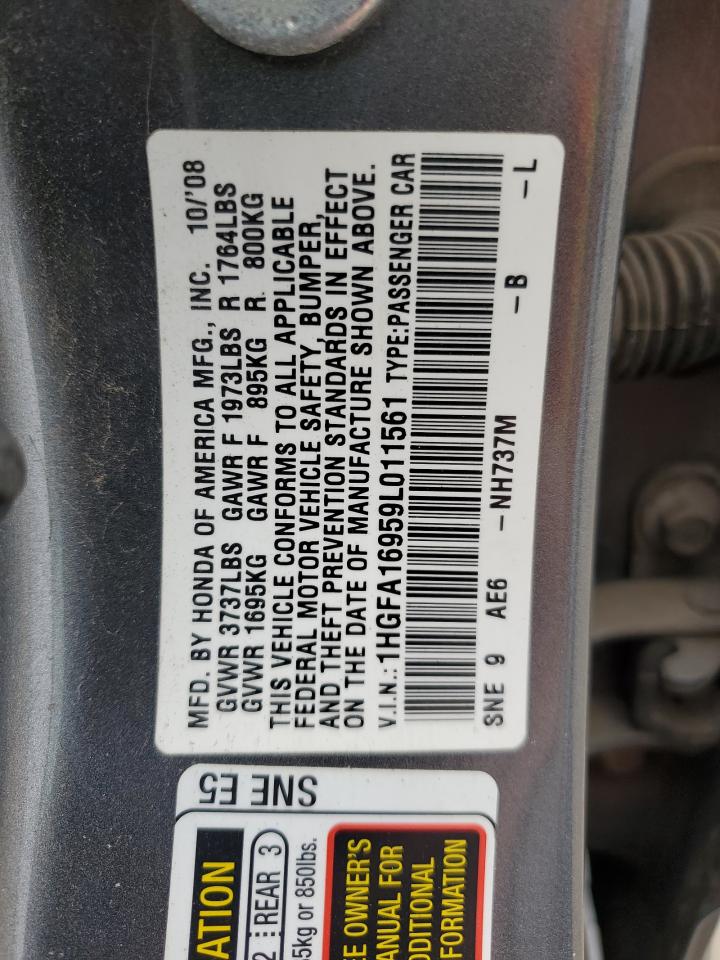 MFD. BY HONDA OF AMERICA MFG., INC. 10/"08
GVWR 3737LBS GAWR F 1973LBS R 1764LBS
GVWR 1695KG GAWR F 895KG R 800KG
THIS VEHICLE CONFORMS TO ALL APPLICABLE
FEDERAL MOTOR VEHICLE SAFETY, BUMPER,
AND THEFT PREVENTION STANDARDS IN EFFECT
ON THE DATE OF MANUFACTURE SHOWN ABOVE.
V.I.N.: 1HGFA16959L011561 TYPE:PASSENGER CAR
SNE 9 AE6 -NH737M -B -L
SNE E5
ATION
2 REAR 3
5kg or 850lbs.
EE OWNER'S
ANUAL FOR
DDITIONAL
FORMATION